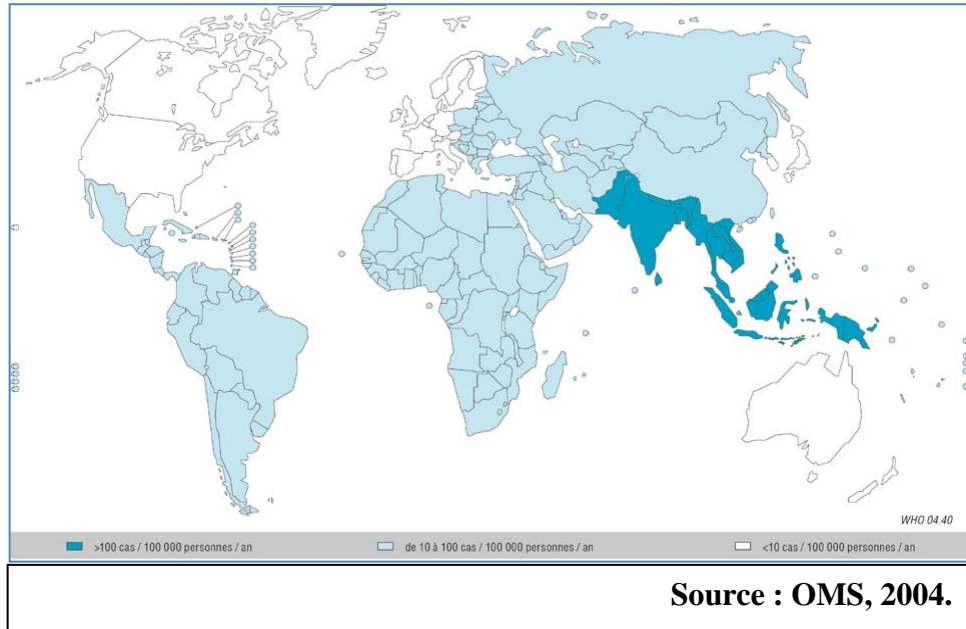 WHO 04.40
>100 cas / 100 000 personnes / an de 10 à 100 cas / 100 000 personnes / an <10 cas / 100 000 personnes / an
Source : OMS, 2004.